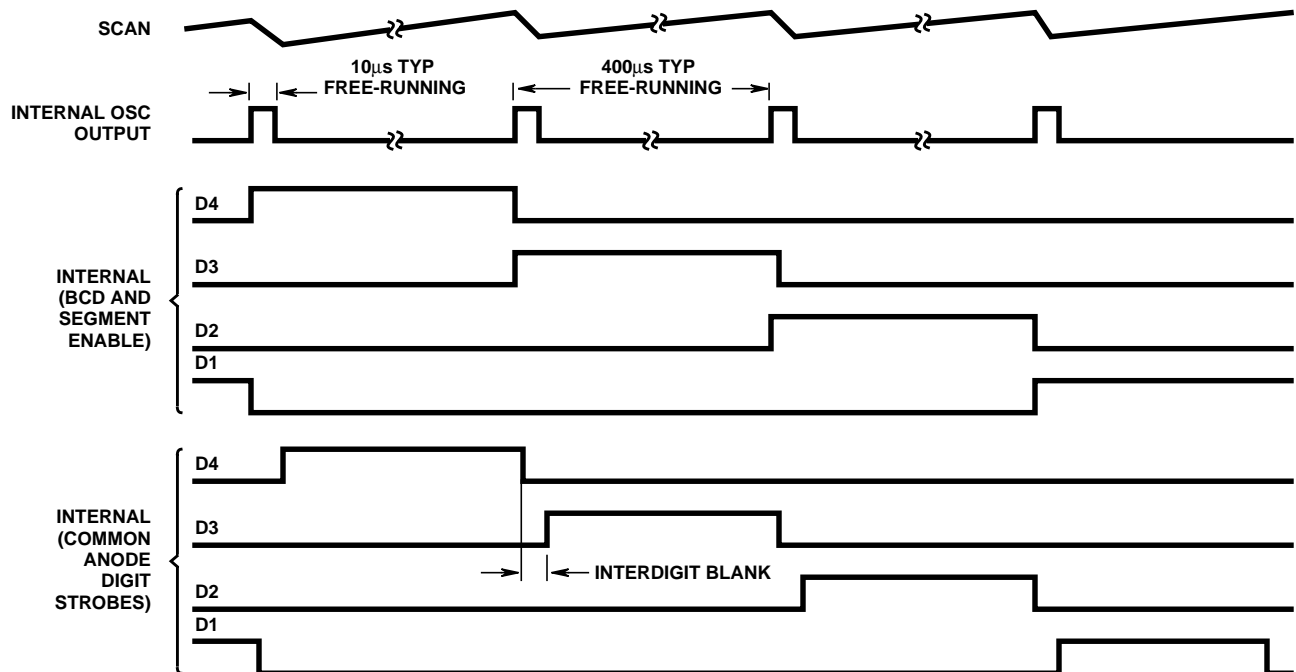 SCAN
10μs TYP
FREE-RUNNING
400μs TYP
FREE-RUNNING
INTERNAL OSC
OUTPUT
D4
D3
INTERNAL
(BCD AND
SEGMENT
ENABLE)
D2
D1
D4
D3
INTERNAL
(COMMON
ANODE
DIGIT
STROBES)
INTERDIGIT BLANK
D2
D1